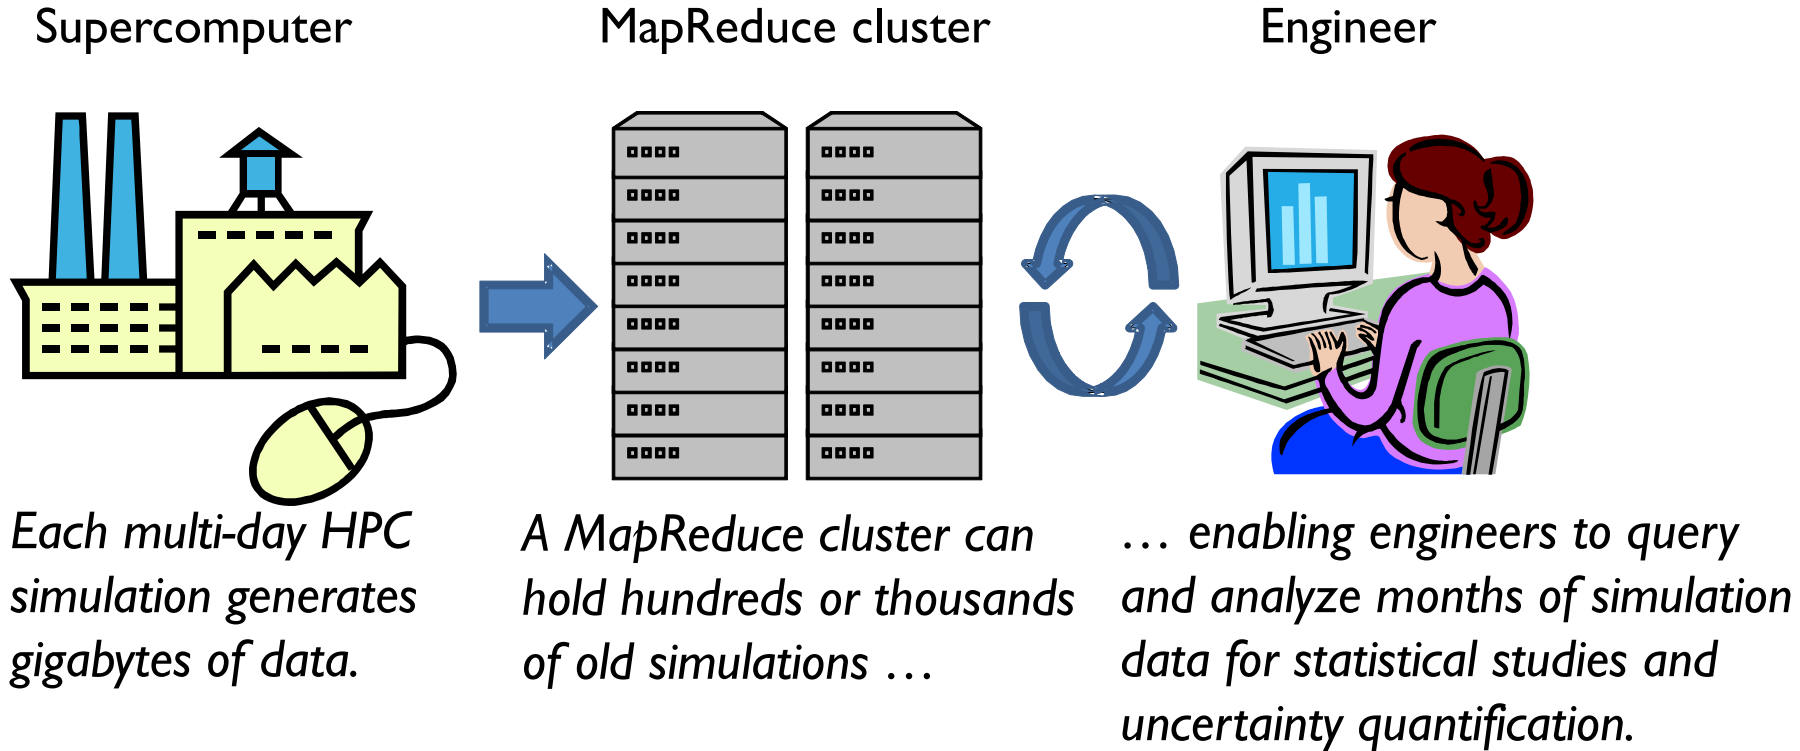 Supercomputer
MapReduce cluster
Engineer
Each multi-day HPC
simulation generates
gigabytes of data.
A MapReduce cluster can
hold hundreds or thousands
of old simulations …
… enabling engineers to query
and analyze months of simulation
data for statistical studies and
uncertainty quantification.